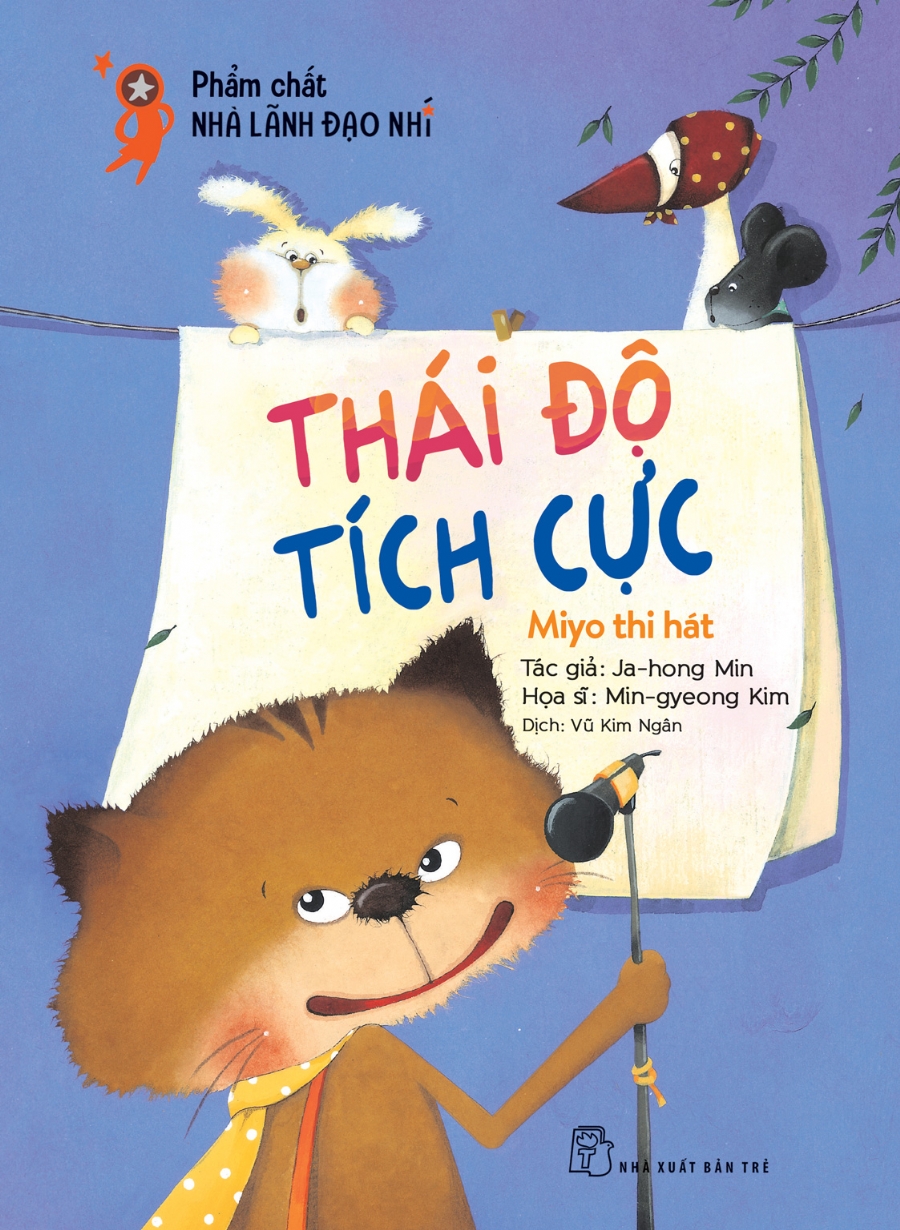 Phẩm chất
NHÀ LÃNH ĐẠO NHÍ
THÁI ĐỘ
TÍCH CỰC
Miyo thi hát
Tác giả: Ja-hong Min
Họa sĩ: Min-gyeong Kim
Dịch: Vũ Kim Ngân
NHÀ XUẤT BẢN TRẺ